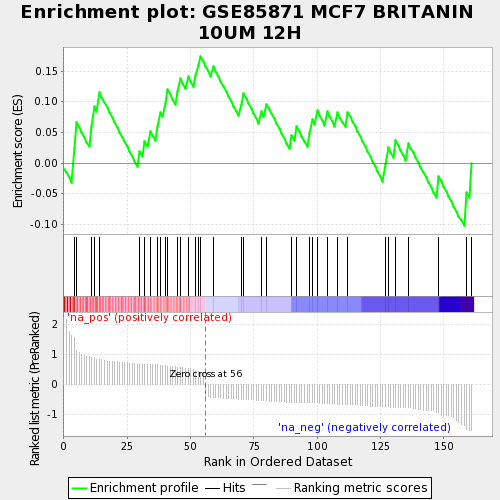 Enrichment plot: GSE85871 MCF7 BRITANIN
10UM 12H
Enrichment score (ES)
0.15
0.10
0.05
0.00
-0.05
-0.10
Ranked list metric (PreRanked)
'na_pos' (positively correlated)
2
1
0
-1
Zero cross at 56
'na_neg' (negatively correlated)
0
25
50
75
100
125
150
Rank in Ordered Dataset
Enrichment profile
Hits
Ranking metric scores